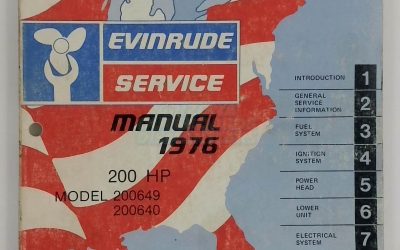 EVINRUDE
SERVICE
MANUAL
1976
200 HP
MODEL 200649
200640
INTRODUCTION 1
GENERAL
SERVICE
INFORMATION 2
FUEL
SYSTEM 3
IGNITION
SYSTEM 4
POWER
HEAD 5
LOWER
UNIT 6
ELECTRICAL
SYSTEM 7